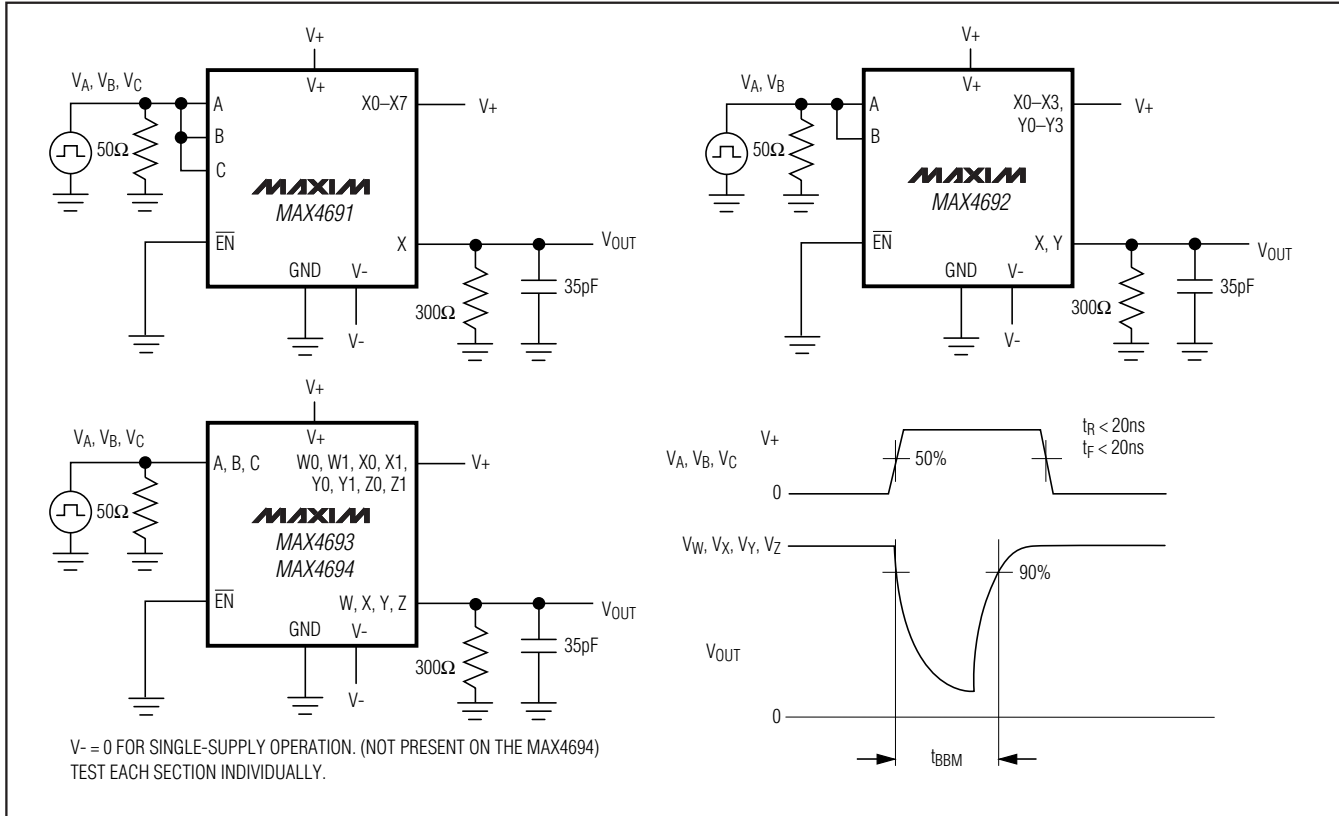 V+
VA, VB, VC
V+
A
X0–X7
V+
B
50Ω
C
MAXIM
MAX4691
EN
X
VOUT
GND
V-
35pF
300Ω
V-
V+
VA, VB
V+
A
X0–X3,
Y0–Y3
V+
B
50Ω
MAXIM
MAX4692
EN
X, Y
VOUT
GND
V-
35pF
300Ω
V-
V+
VA, VB, VC
V+
A, B, C
W0, W1, X0, X1,
Y0, Y1, Z0, Z1
V+
50Ω
MAXIM
MAX4693
MAX4694
EN
W, X, Y, Z
VOUT
GND
V-
35pF
300Ω
V-
V- = 0 FOR SINGLE-SUPPLY OPERATION. (NOT PRESENT ON THE MAX4694)
TEST EACH SECTION INDIVIDUALLY.
V+
VA, VB, VC
50%
0
tR < 20ns
tF < 20ns
VW, VX, VY, VZ
90%
VOUT
0
tBBM